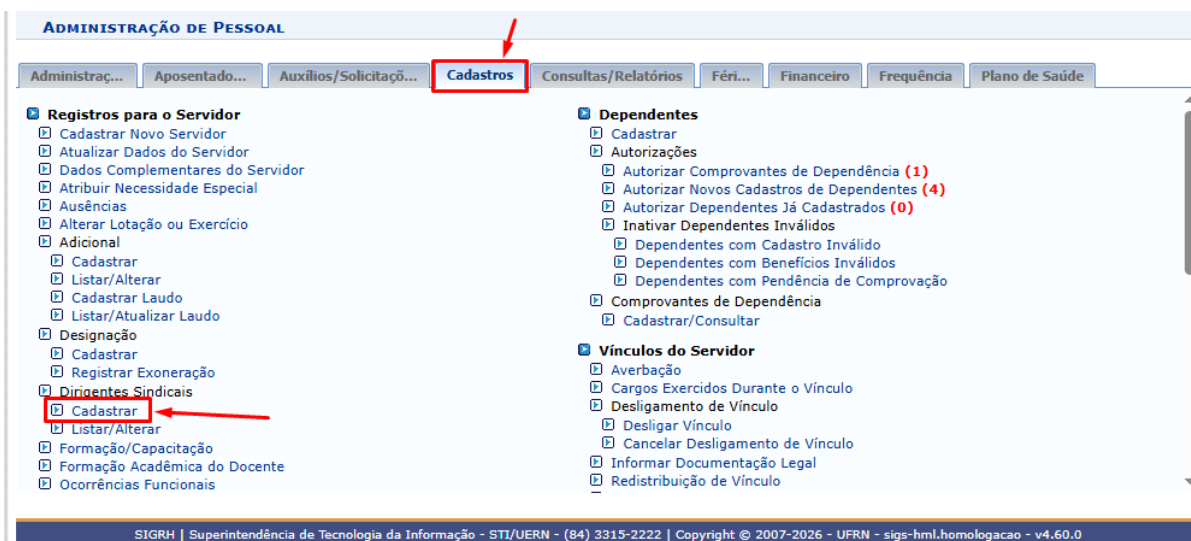 ADMINISTRAÇÃO DE PESSOAL
Administraç... Aposentado... Auxílios/Solicitaçõ... Cadastros Consultas/Relatórios Féri... Financeiro Frequência Plano de Saúde
Registros para o Servidor
Cadastrar Novo Servidor
Atualizar Dados do Servidor
Dados Complementares do Servidor
Atribuir Necessidade Especial
Ausências
Alterar Lotação ou Exercício
Adicional
Cadastrar
Listar/Alterar
Cadastrar Laudo
Listar/Atualizar Laudo
Designação
Cadastrar
Registrar Exoneração
Dirigentes Sindicais
Cadastrar
Listar/Alterar
Formação/Capacitação
Formação Acadêmica do Docente
Ocorrências Funcionais
Dependentes
Cadastrar
Autorizações
Autorizar Comprovantes de Dependência (1)
Autorizar Novos Cadastros de Dependentes (4)
Autorizar Dependentes Já Cadastrados (0)
Inativar Dependentes Inválidos
Dependentes com Cadastro Inválido
Dependentes com Benefícios Inválidos
Dependentes com Pendência de Comprovação
Comprovantes de Dependência
Cadastrar/Consultar
Vínculos do Servidor
Averbação
Cargos Exercidos Durante o Vínculo
Desligamento de Vínculo
Desligar Vínculo
Cancelar Desligamento de Vínculo
Informar Documentação Legal
Redistribuição de Vínculo
SIGRH | Superintendência de Tecnologia da Informação - STI/UERN - (84) 3315-2222 | Copyright © 2007-2026 - UFRN - sigs-hml.homologacao - v4.60.0